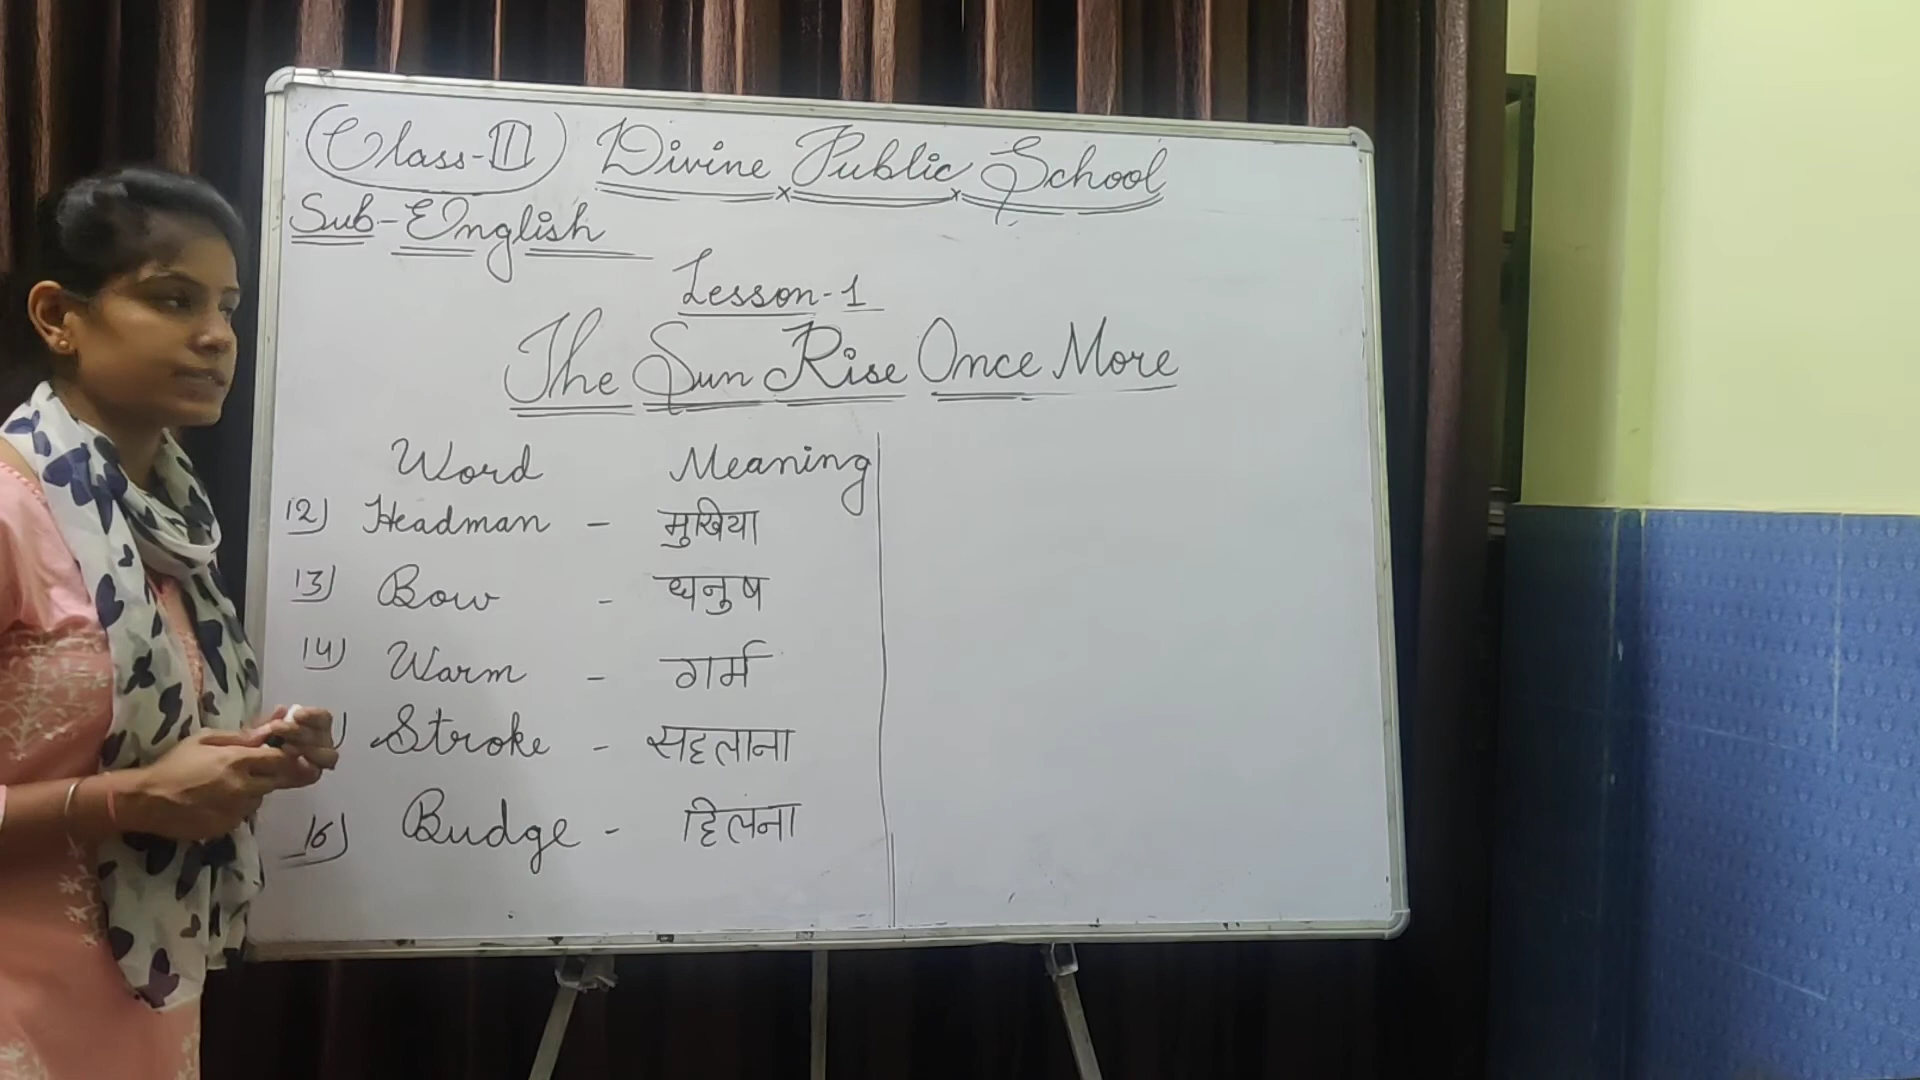 Class-III Divine Public School
Sub-English
Lesson-1
The Sun Rise Once More
Word Meaning
12) Headman - मुखिया
13) Bow - धनुष
14) Warm - गर्म
) Stroke - सहलाना
16) Budge - हिलना